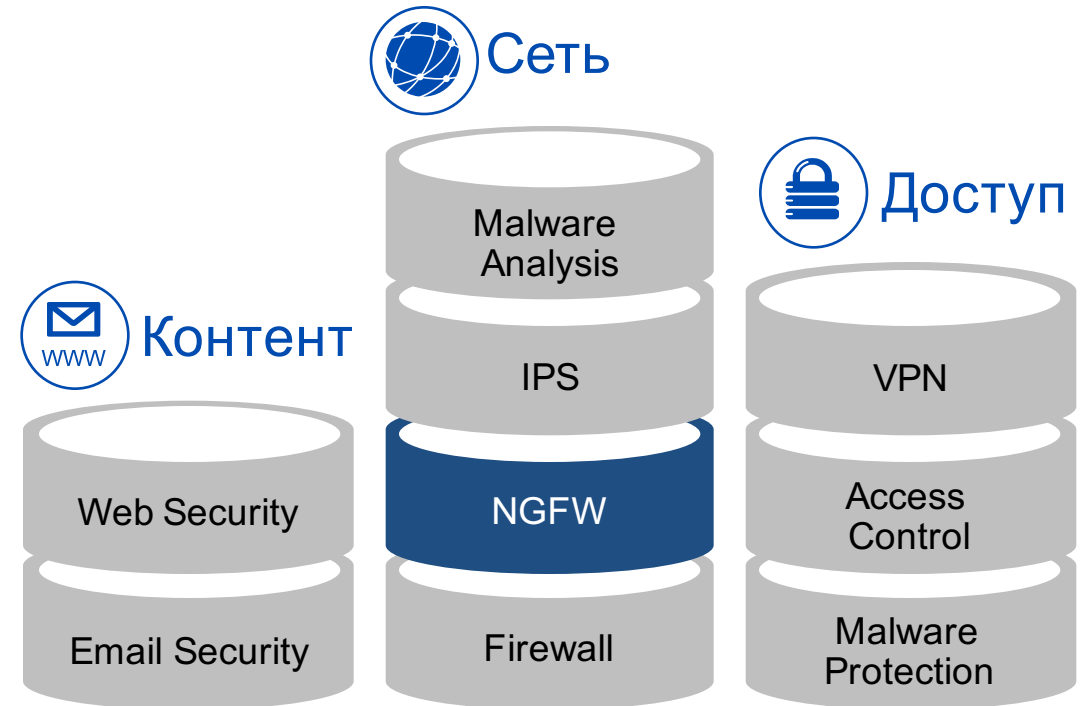 Контент
www
Web Security
Email Security
Сеть
Malware
Analysis
IPS
NGFW
Firewall
Доступ
VPN
Access
Control
Malware
Protection